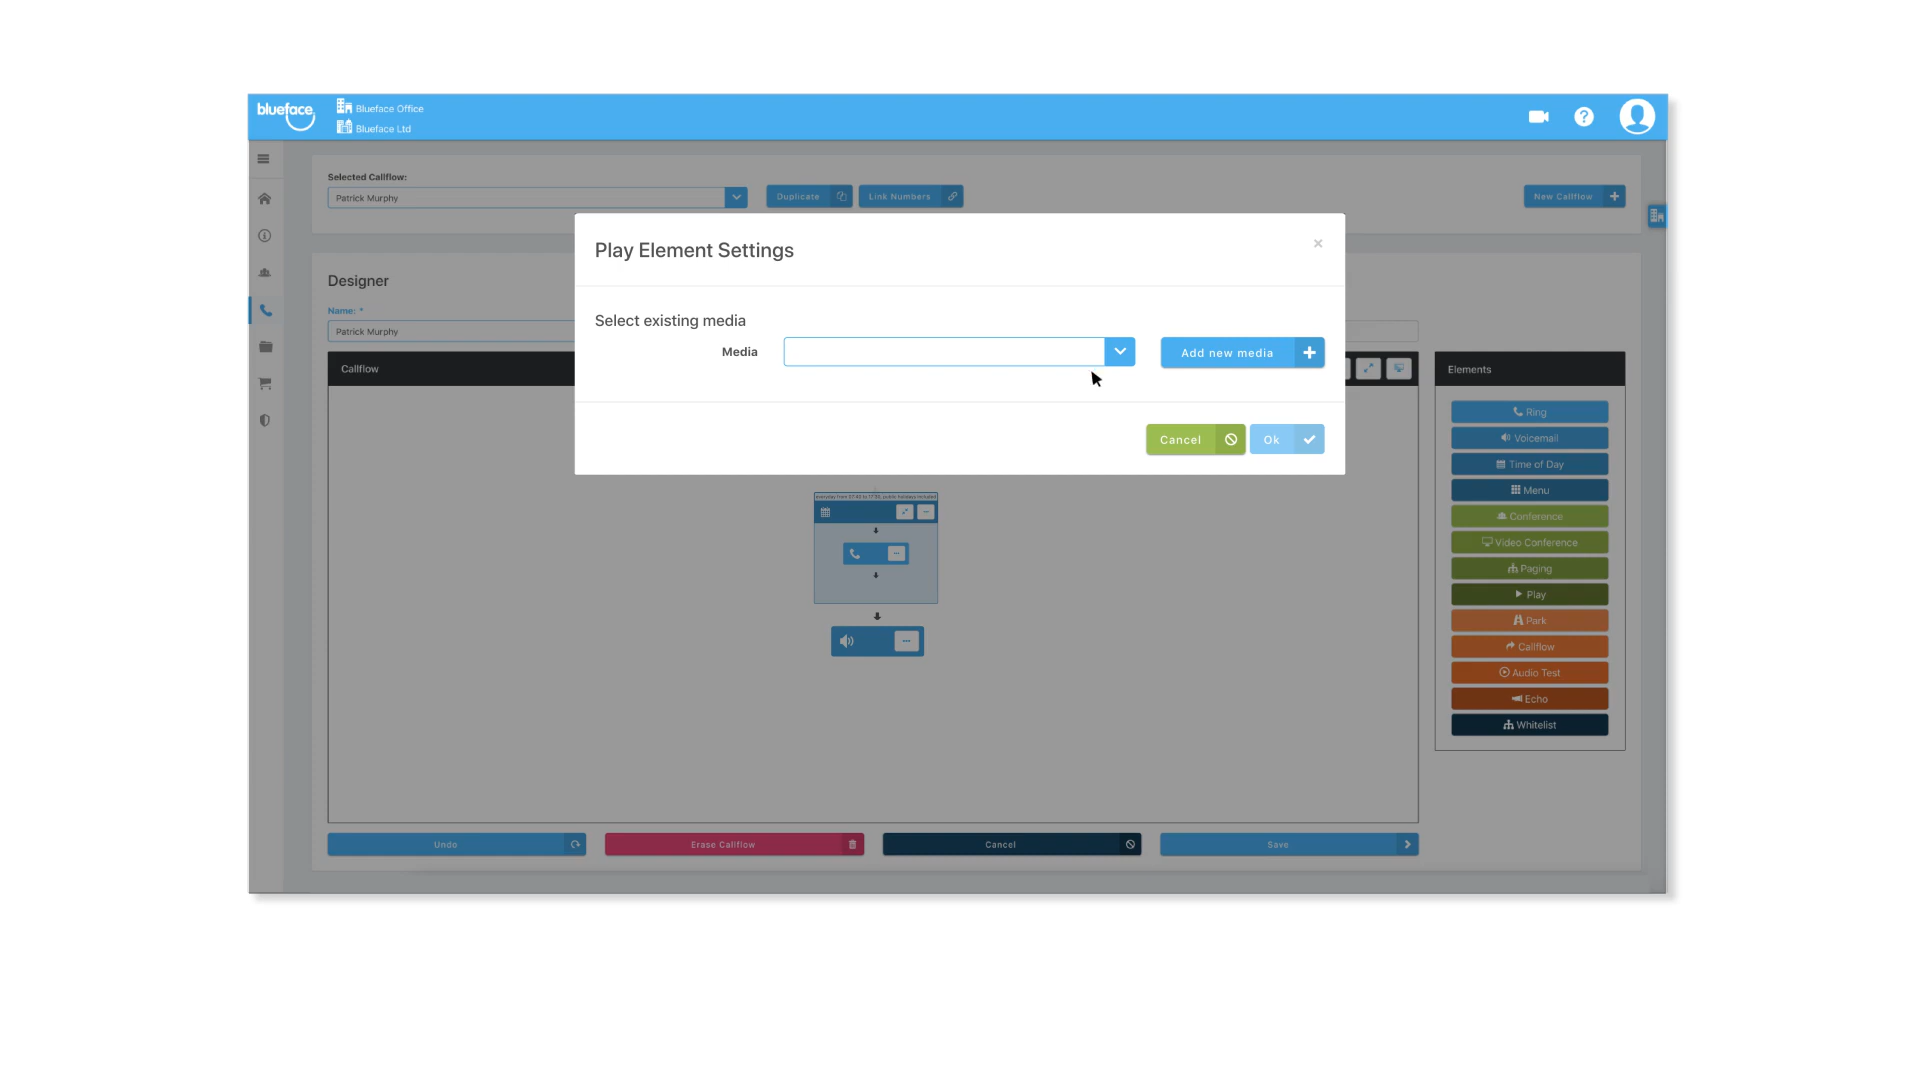 blueface
Blueface Office
Blueface Ltd
Selected Callflow:
Patrick Murphy
Duplicate
Link Numbers
New Callflow
Play Element Settings
Designer
Name: *
Patrick Murphy
Select existing media
Media
Add new media
Callflow
Cancel
Ok
Elements
Ring
Voicemail
Time of Day
Menu
Conference
Video Conference
Paging
Play
Park
Callflow
Audio Test
Echo
Whitelist
Undo
Erase Callflow
Cancel
Save